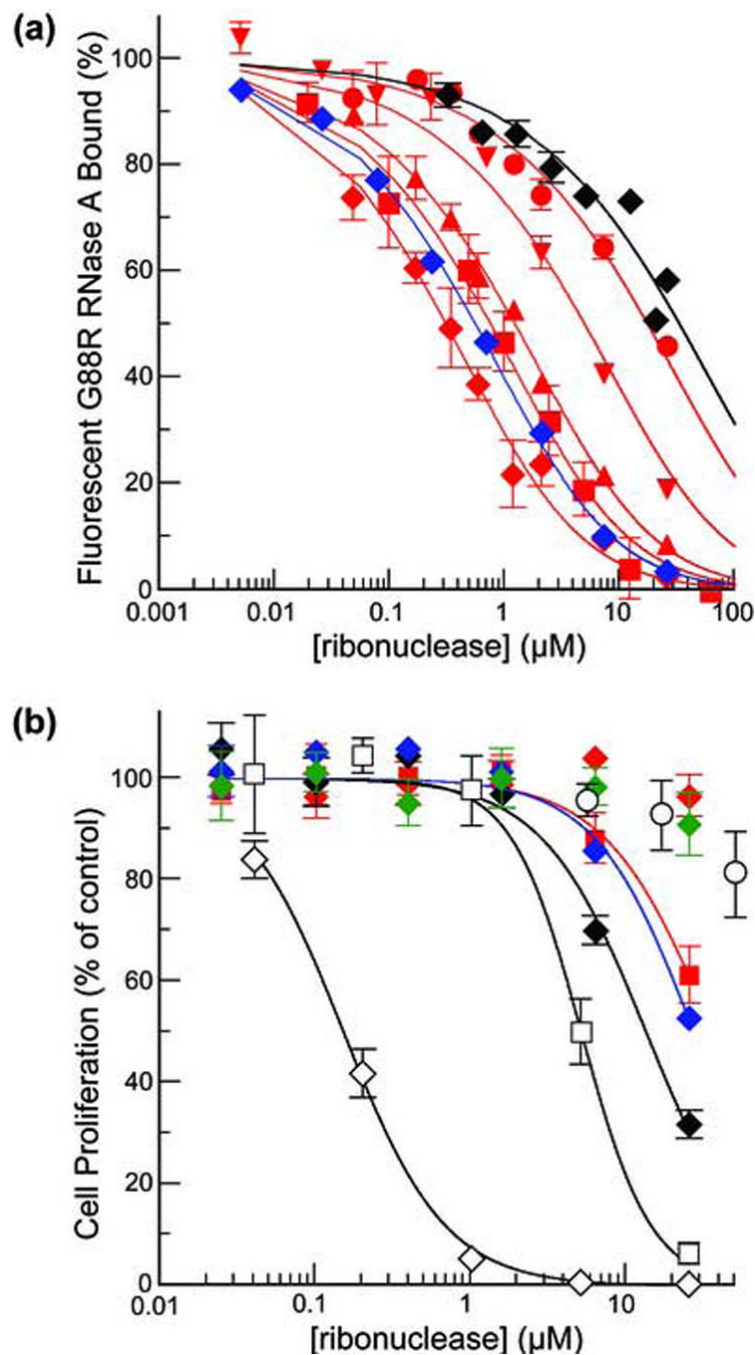 (a)
Fluorescent G88R RNase A Bound (%)
100
80
60
40
20
0
0.001 0.01 0.1 1 10 100
[ribonuclease] (μM)
(b)
Cell Proliferation (% of control)
100
80
60
40
20
0
0.01 0.1 1 10
[ribonuclease] (μM)